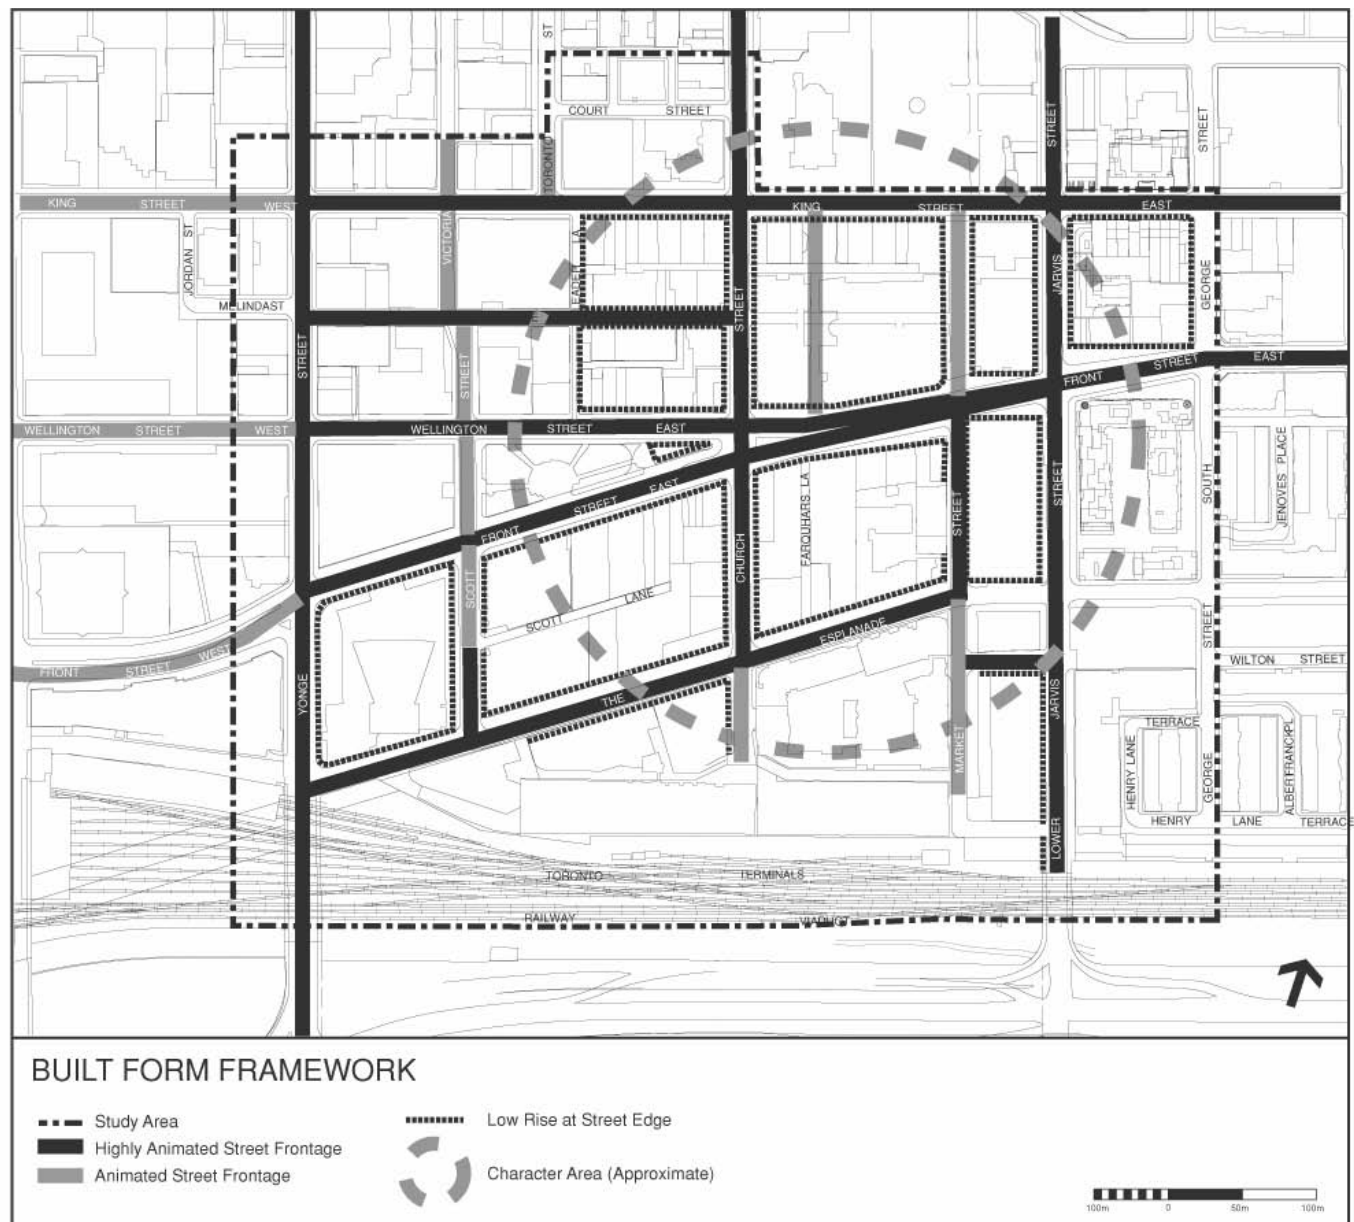 ST
COURT STREET
STREET
STREET
TORONTO
KING STREET WEST
KING STREET EAST
JORDAN ST
VICTORIA
LA
JARVIS
GEORGE
MELINDAST
STREET
STREET
STREET
FRONT STREET EAST
WELLINGTON STREET WEST
WELLINGTON STREET EAST
JENOVES PLACE
SOUTH
STREET
STREET
FRONT STREET EAST
FARQUHARS LA
CHURCH
SCOTT
SCOTT LANE
ESPLANADE
STREET
FRONT STREET WEST
WILTON STREET
YONGE
THE
JARVIS
MARKET
TERRACE
HENRY LANE
GEORGE
ALBERT FRANCK PL
HENRY LANE TERRACE
LOWER
TORONTO TERMINALS
RAILWAY VIADUCT
BUILT FORM FRAMEWORK
Study Area
Highly Animated Street Frontage
Animated Street Frontage
Low Rise at Street Edge
Character Area (Approximate)
100m 0 50m 100m